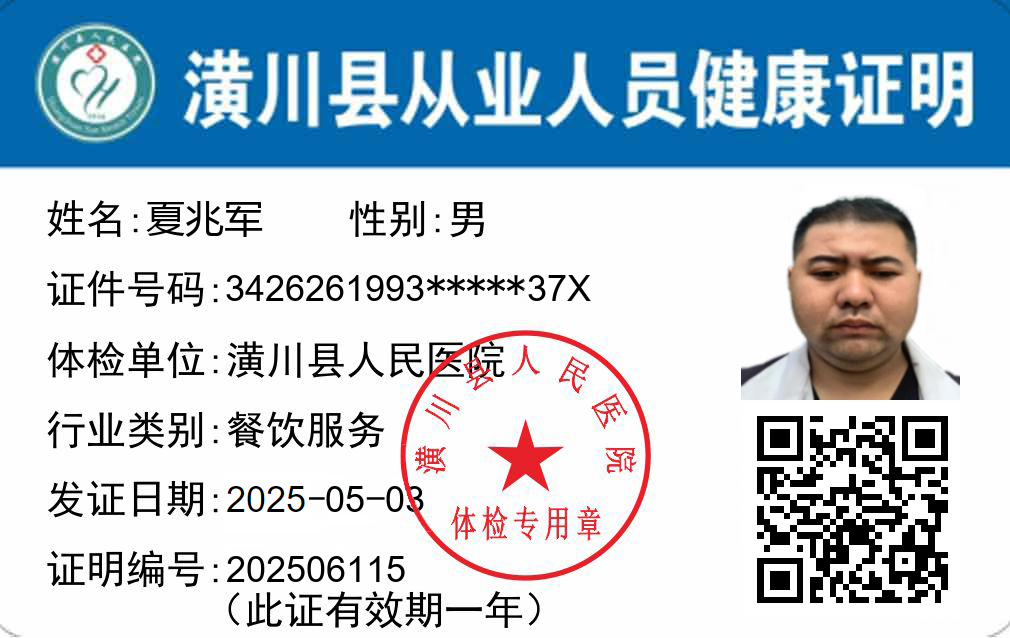 潢川县从业人员健康证明
姓名:夏兆军 性别:男
证件号码:3426261993*****37X
体检单位:潢川县人民医院
行业类别:餐饮服务
发证日期:2025-05-03
证明编号:202506115
（此证有效期一年）
潢川县人民医院
体检专用章